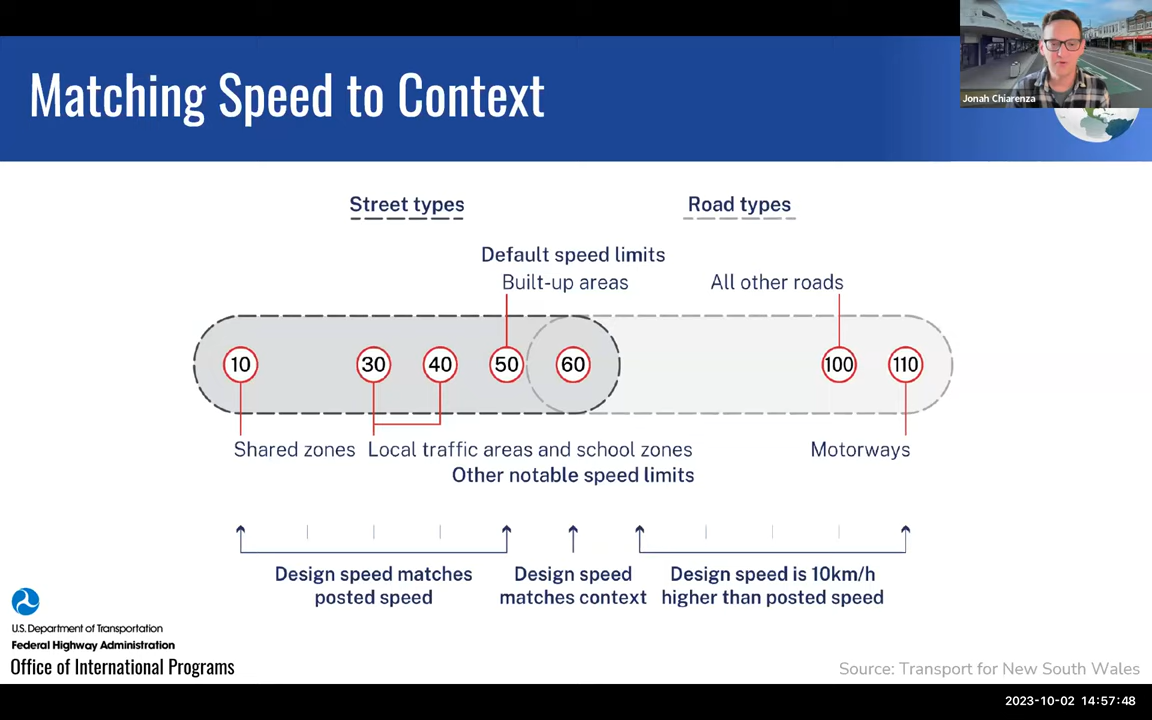 Matching Speed to Context
Jonah Chiarenza
Street types
Road types
Default speed limits
Built-up areas
All other roads
10
30
40
50
60
100
110
Shared zones
Local traffic areas and school zones
Motorways
Other notable speed limits
Design speed matches
posted speed
Design speed
matches context
Design speed is 10km/h
higher than posted speed
U.S. Department of Transportation
Federal Highway Administration
Office of International Programs
Source: Transport for New South Wales
2023-10-02 14:57:48